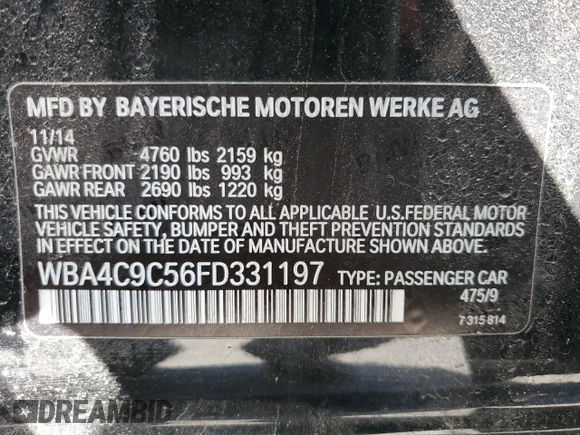 MFD BY BAYERISCHE MOTOREN WERKE AG
11/14
GVWR 4760 lbs 2159 kg
GAWR FRONT 2190 lbs 993 kg
GAWR REAR 2690 lbs 1220 kg
THIS VEHICLE CONFORMS TO ALL APPLICABLE U.S.FEDERAL MOTOR
VEHICLE SAFETY, BUMPER AND THEFT PREVENTION STANDARDS
IN EFFECT ON THE DATE OF MANUFACTURE SHOWN ABOVE.
WBA4C9C56FD331197 TYPE: PASSENGER CAR
475/9
7 315 814
DREAMBID